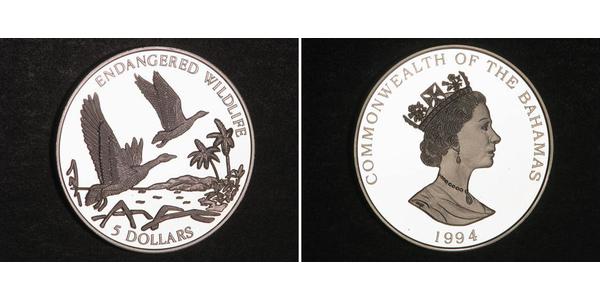 ENDANGERED WILDLIFE
5 DOLLARS
COMMONWEALTH OF THE BAHAMAS
1994